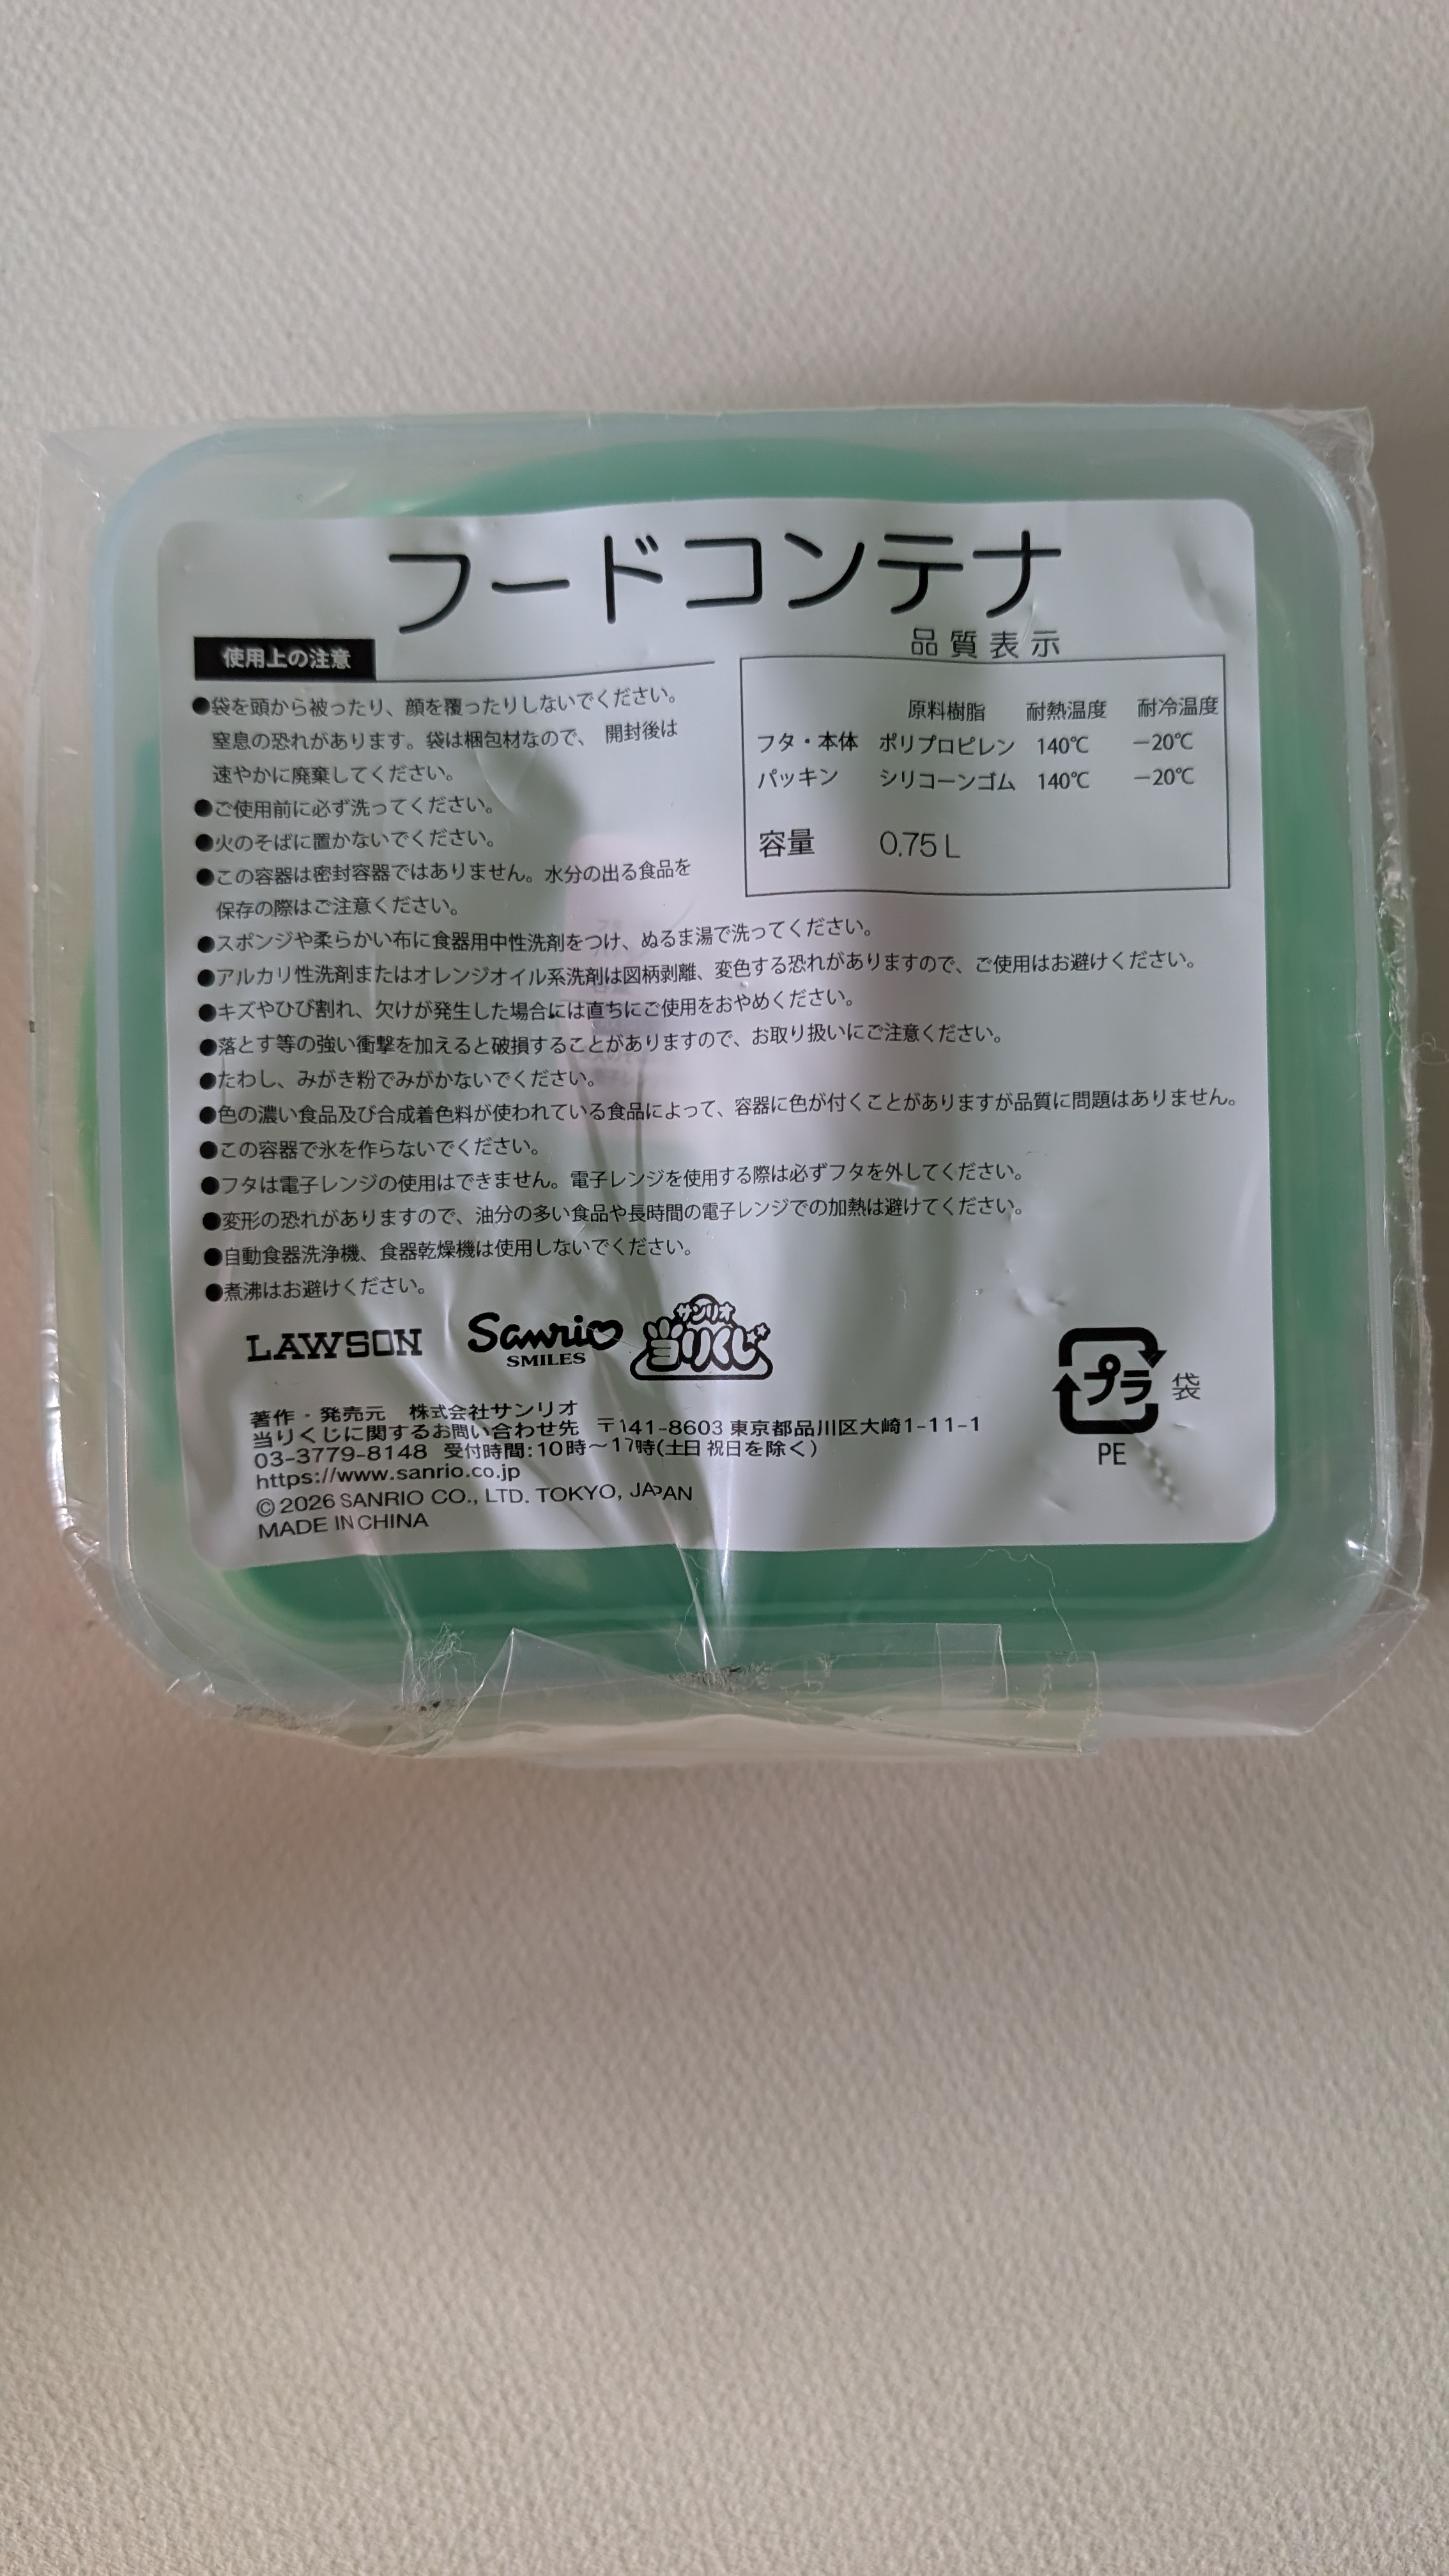 フードコンテナ
使用上の注意
●袋を頭から被ったり、顔を覆ったりしないでください。
窒息の恐れがあります。袋は梱包材なので、 開封後は
速やかに廃棄してください。
●ご使用前に必ず洗ってください。
●火のそばに置かないでください。
●この容器は密封容器ではありません。水分の出る食品を
保存の際はご注意ください。
品質表示
原料樹脂 耐熱温度 耐冷温度
フタ・本体 ポリプロピレン 140℃ −20℃
パッキン シリコーンゴム 140℃ −20℃
容量 0.75L
●スポンジや柔らかい布に食器用中性洗剤をつけ、ぬるま湯で洗ってください。
●アルカリ性洗剤またはオレンジオイル系洗剤は図柄剥離、変色する恐れがありますので、ご使用はお避けください。
●キズやひび割れ、欠けが発生した場合には直ちにご使用をおやめください。
●落とす等の強い衝撃を加えると破損することがありますので、お取り扱いにご注意ください。
●たわし、みがき粉でみがかないでください。
●色の濃い食品及び合成着色料が使われている食品によって、容器に色が付くことがありますが品質に問題はありません。
●この容器で氷を作らないでください。
●フタは電子レンジの使用はできません。電子レンジを使用する際は必ずフタを外してください。
●変形の恐れがありますので、油分の多い食品や長時間の電子レンジでの加熱は避けてください。
●自動食器洗浄機、食器乾燥機は使用しないでください。
●煮沸はお避けください。
LAWSON
Sanrio
SMILES
サンリオ
当りくじ
プラ 袋
PE
著作・発売元 株式会社サンリオ
当りくじに関するお問い合わせ先 〒141-8603 東京都品川区大崎1-11-1
03-3779-8148 受付時間:10時〜17時(土日 祝日を除く)
https://www.sanrio.co.jp
© 2026 SANRIO CO., LTD. TOKYO, JAPAN
MADE IN CHINA